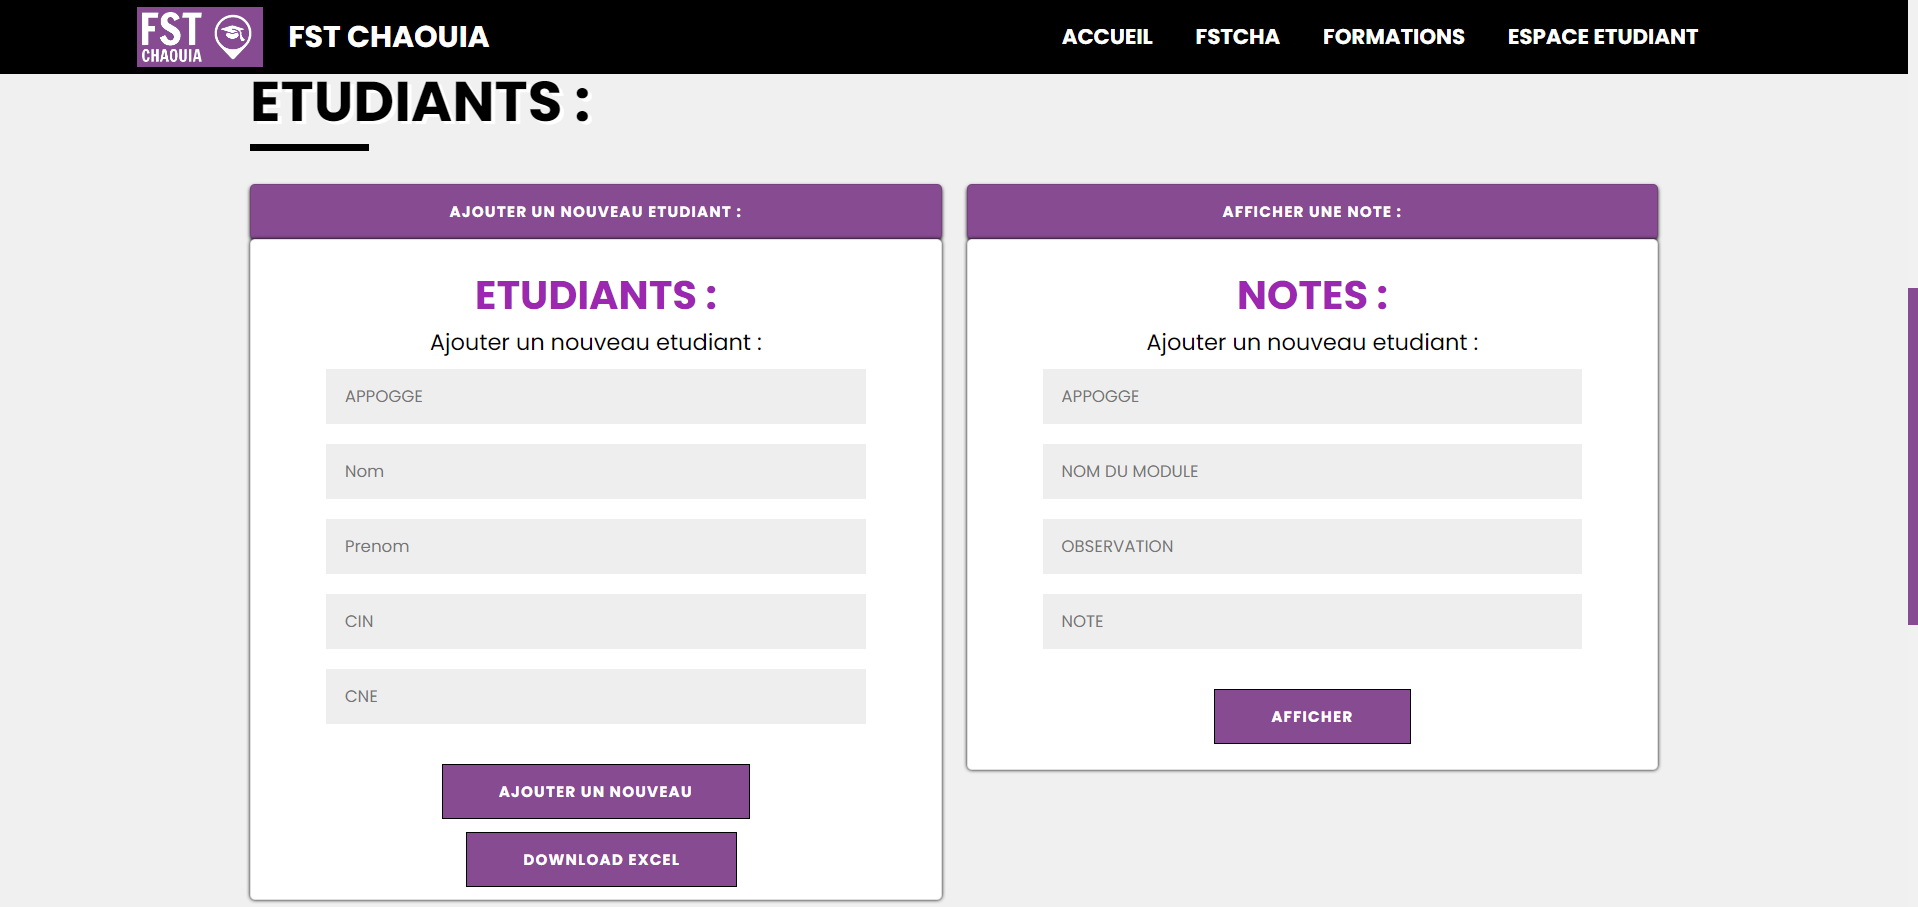 FST
CHAOUIA
FST CHAOUIA
ACCUEIL
FSTCHA
FORMATIONS
ESPACE ETUDIANT
ETUDIANTS :
AJOUTER UN NOUVEAU ETUDIANT :
ETUDIANTS :
Ajouter un nouveau etudiant :
APPOGGE
Nom
Prenom
CIN
CNE
AJOUTER UN NOUVEAU
DOWNLOAD EXCEL
AFFICHER UNE NOTE :
NOTES :
Ajouter un nouveau etudiant :
APPOGGE
NOM DU MODULE
OBSERVATION
NOTE
AFFICHER